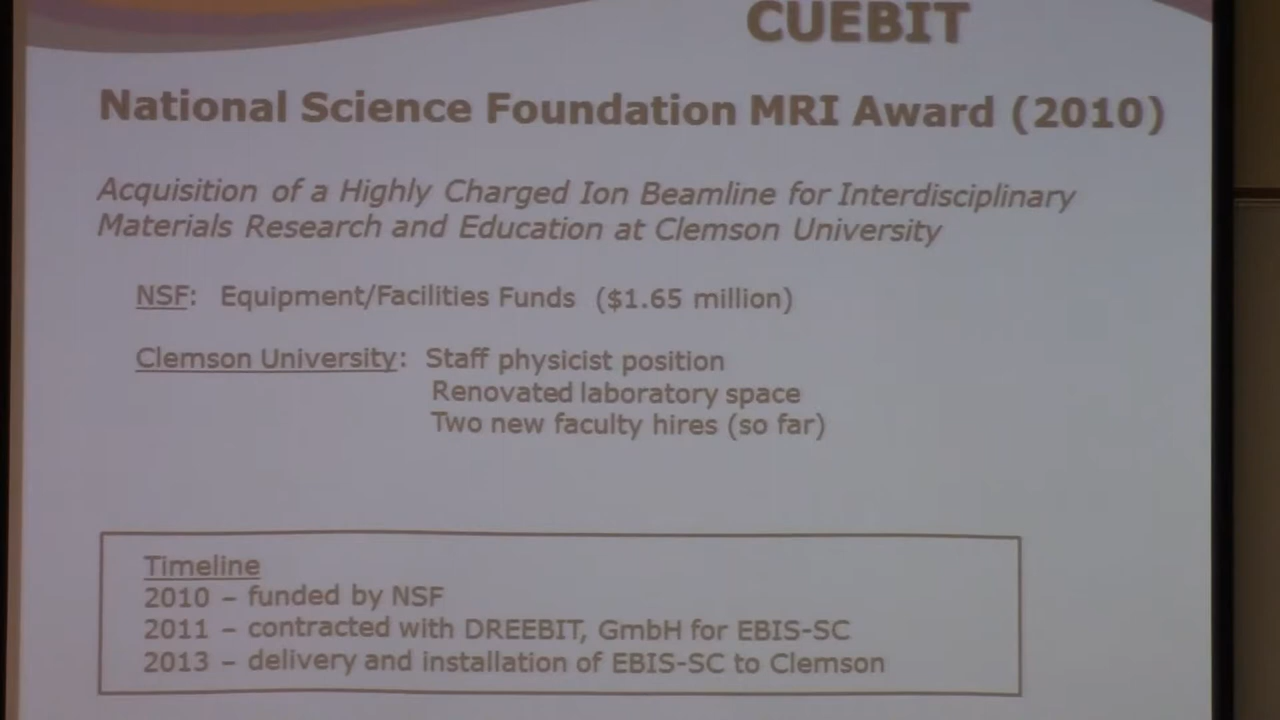 CUEBIT
National Science Foundation MRI Award (2010)
Acquisition of a Highly Charged Ion Beamline for Interdisciplinary
Materials Research and Education at Clemson University
NSF: Equipment/Facilities Funds ($1.65 million)
Clemson University: Staff physicist position
Renovated laboratory space
Two new faculty hires (so far)
Timeline
2010 – funded by NSF
2011 – contracted with DREEBIT, GmbH for EBIS-SC
2013 – delivery and installation of EBIS-SC to Clemson